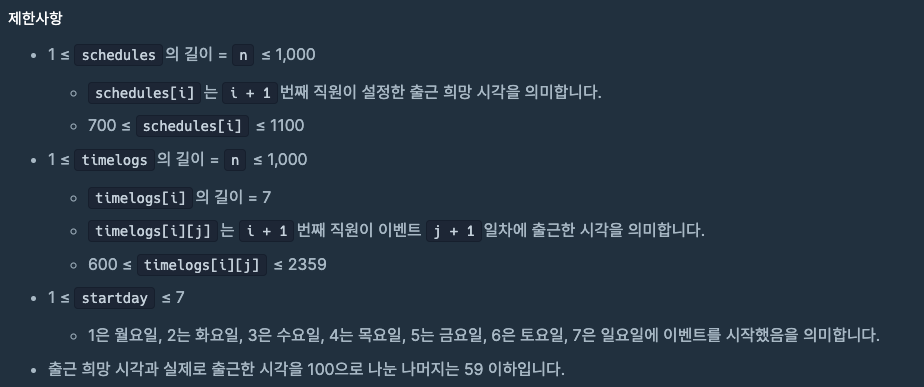 제한사항
• 1 ≤ schedules 의 길이 = n ≤ 1,000
◦ schedules[i] 는 i + 1 번째 직원이 설정한 출근 희망 시각을 의미합니다.
◦ 700 ≤ schedules[i] ≤ 1100
• 1 ≤ timelogs 의 길이 = n ≤ 1,000
◦ timelogs[i] 의 길이 = 7
◦ timelogs[i][j] 는 i + 1 번째 직원이 이벤트 j + 1 일차에 출근한 시각을 의미합니다.
◦ 600 ≤ timelogs[i][j] ≤ 2359
• 1 ≤ startday ≤ 7
◦ 1은 월요일, 2는 화요일, 3은 수요일, 4는 목요일, 5는 금요일, 6은 토요일, 7은 일요일에 이벤트를 시작했음을 의미합니다.
• 출근 희망 시각과 실제로 출근한 시각을 100으로 나눈 나머지는 59 이하입니다.